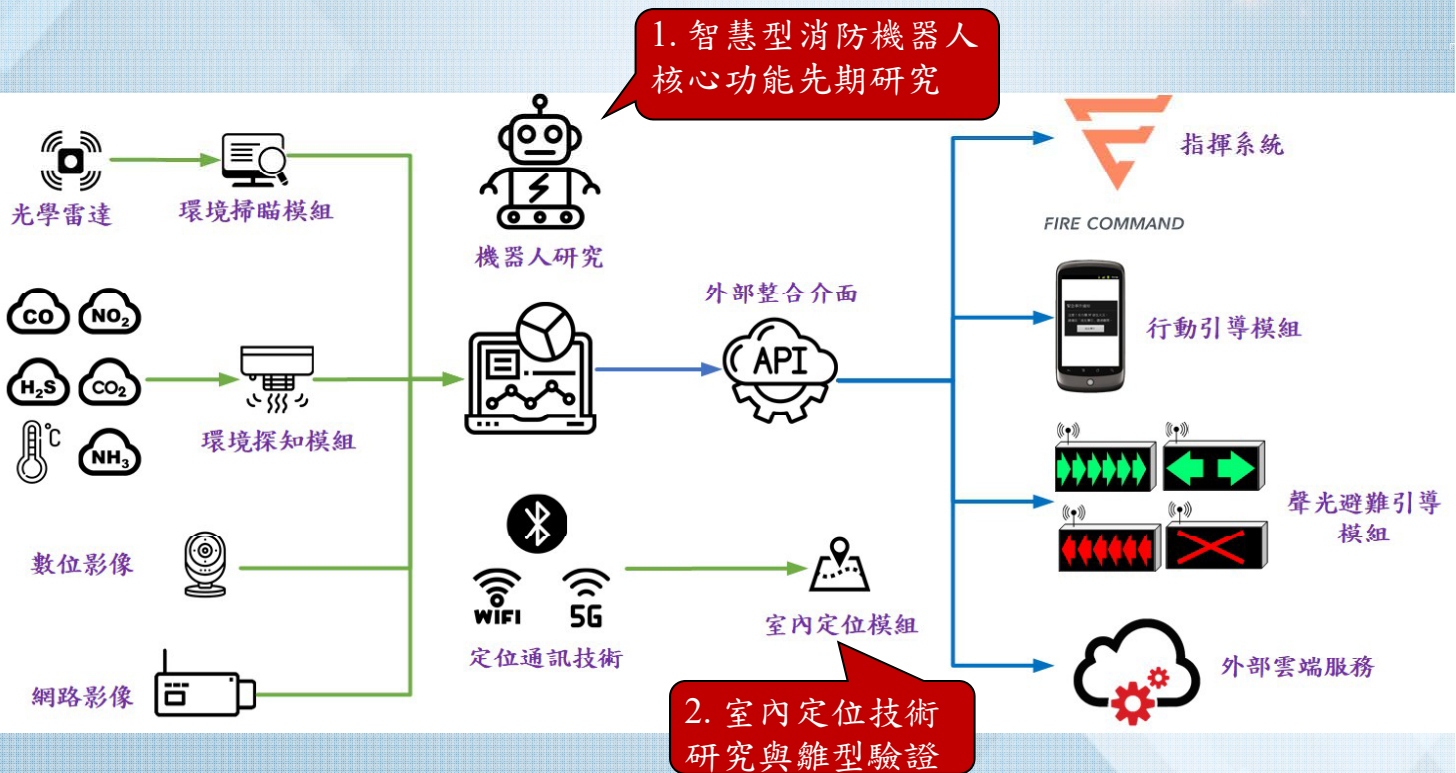 1. 智慧型消防機器人
核心功能先期研究
光學雷達
環境掃瞄模組
機器人研究
指揮系統
FIRE COMMAND
CO
NO2
H2S
CO2
°C
NH3
環境探知模組
外部整合介面
API
行動引導模組
數位影像
WIFI
5G
定位通訊技術
室內定位模組
聲光避難引導
模組
網路影像
外部雲端服務
2. 室內定位技術
研究與雛型驗證